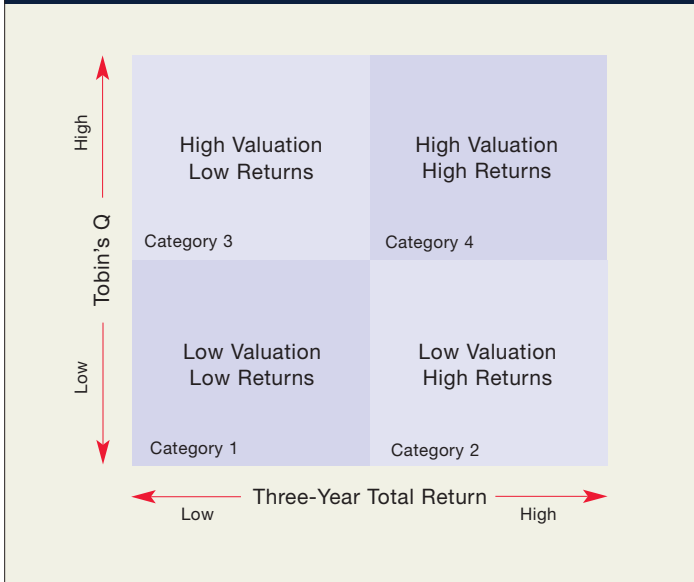 High
Tobin's Q
Low
High Valuation
Low Returns
Category 3
High Valuation
High Returns
Category 4
Low Valuation
Low Returns
Category 1
Low Valuation
High Returns
Category 2
Three-Year Total Return
Low
High